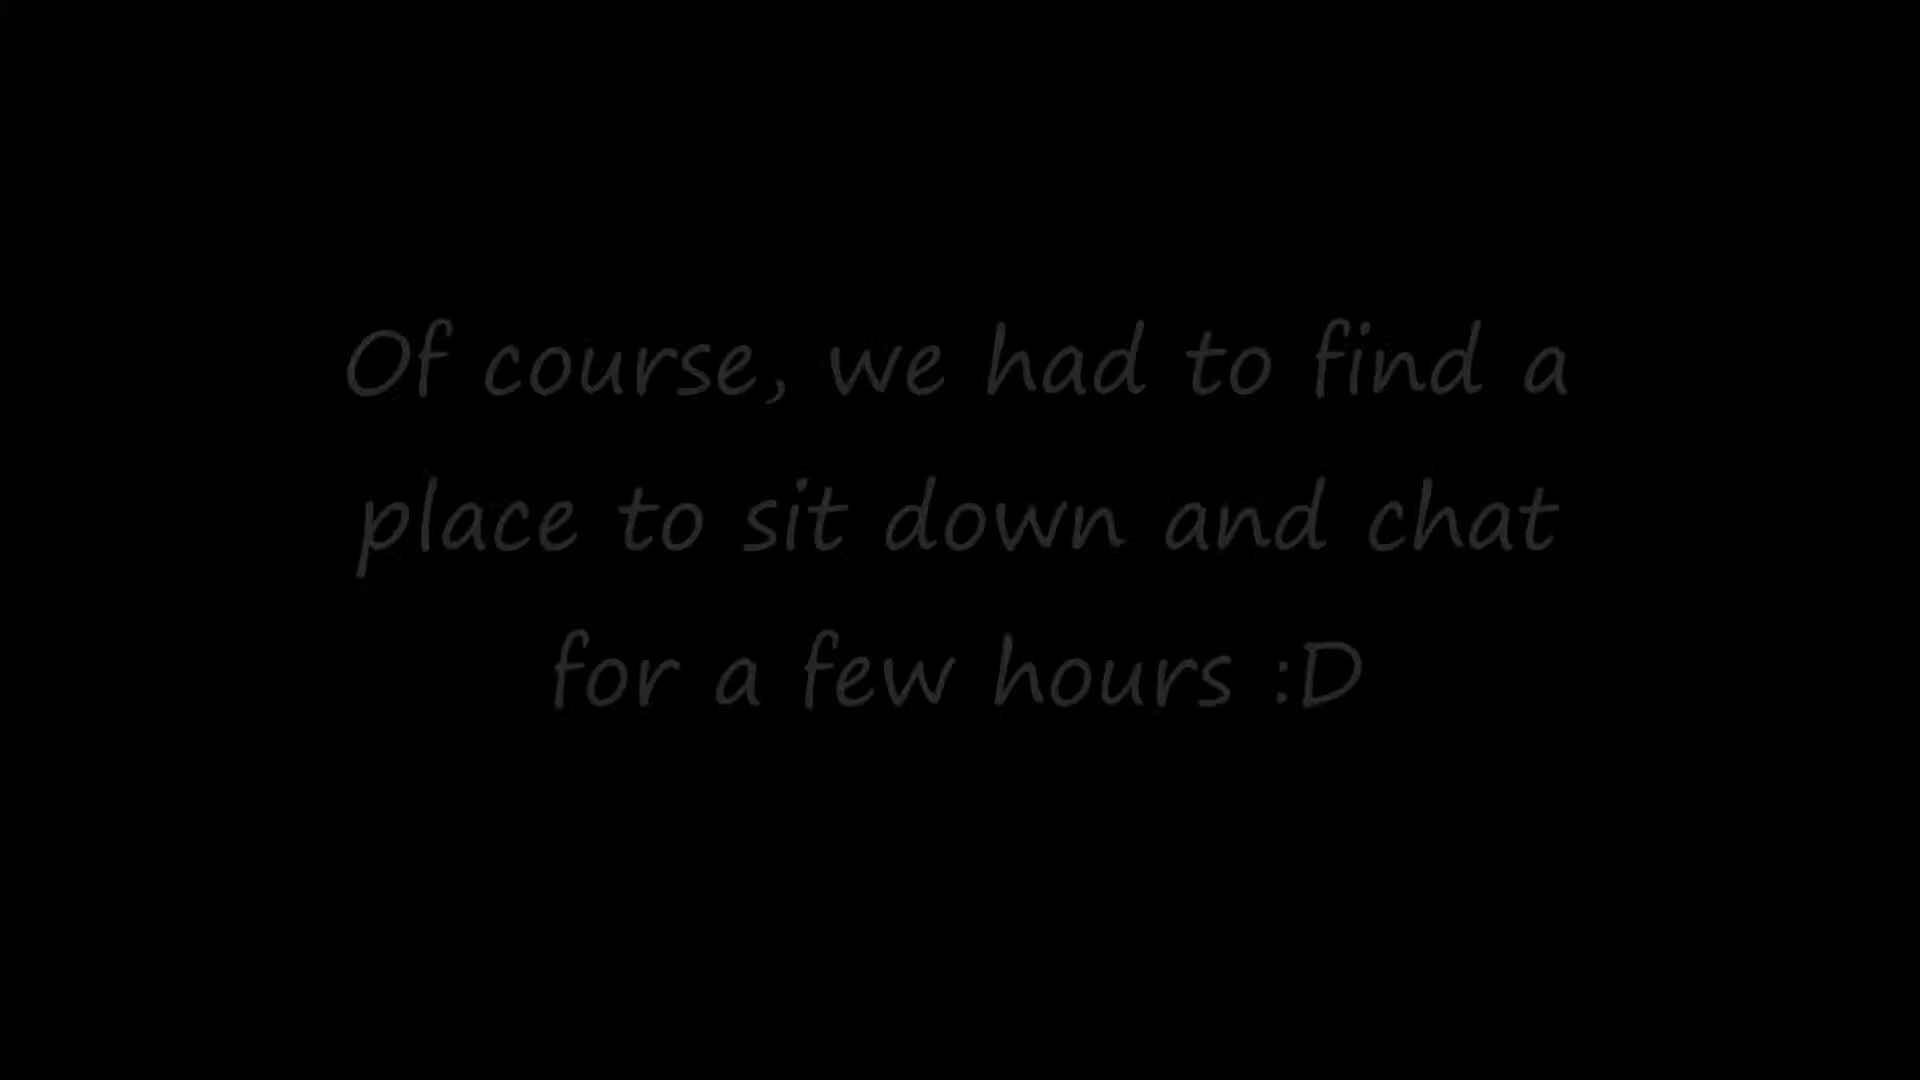 Of course, we had to find a
place to sit down and chat
for a few hours :D